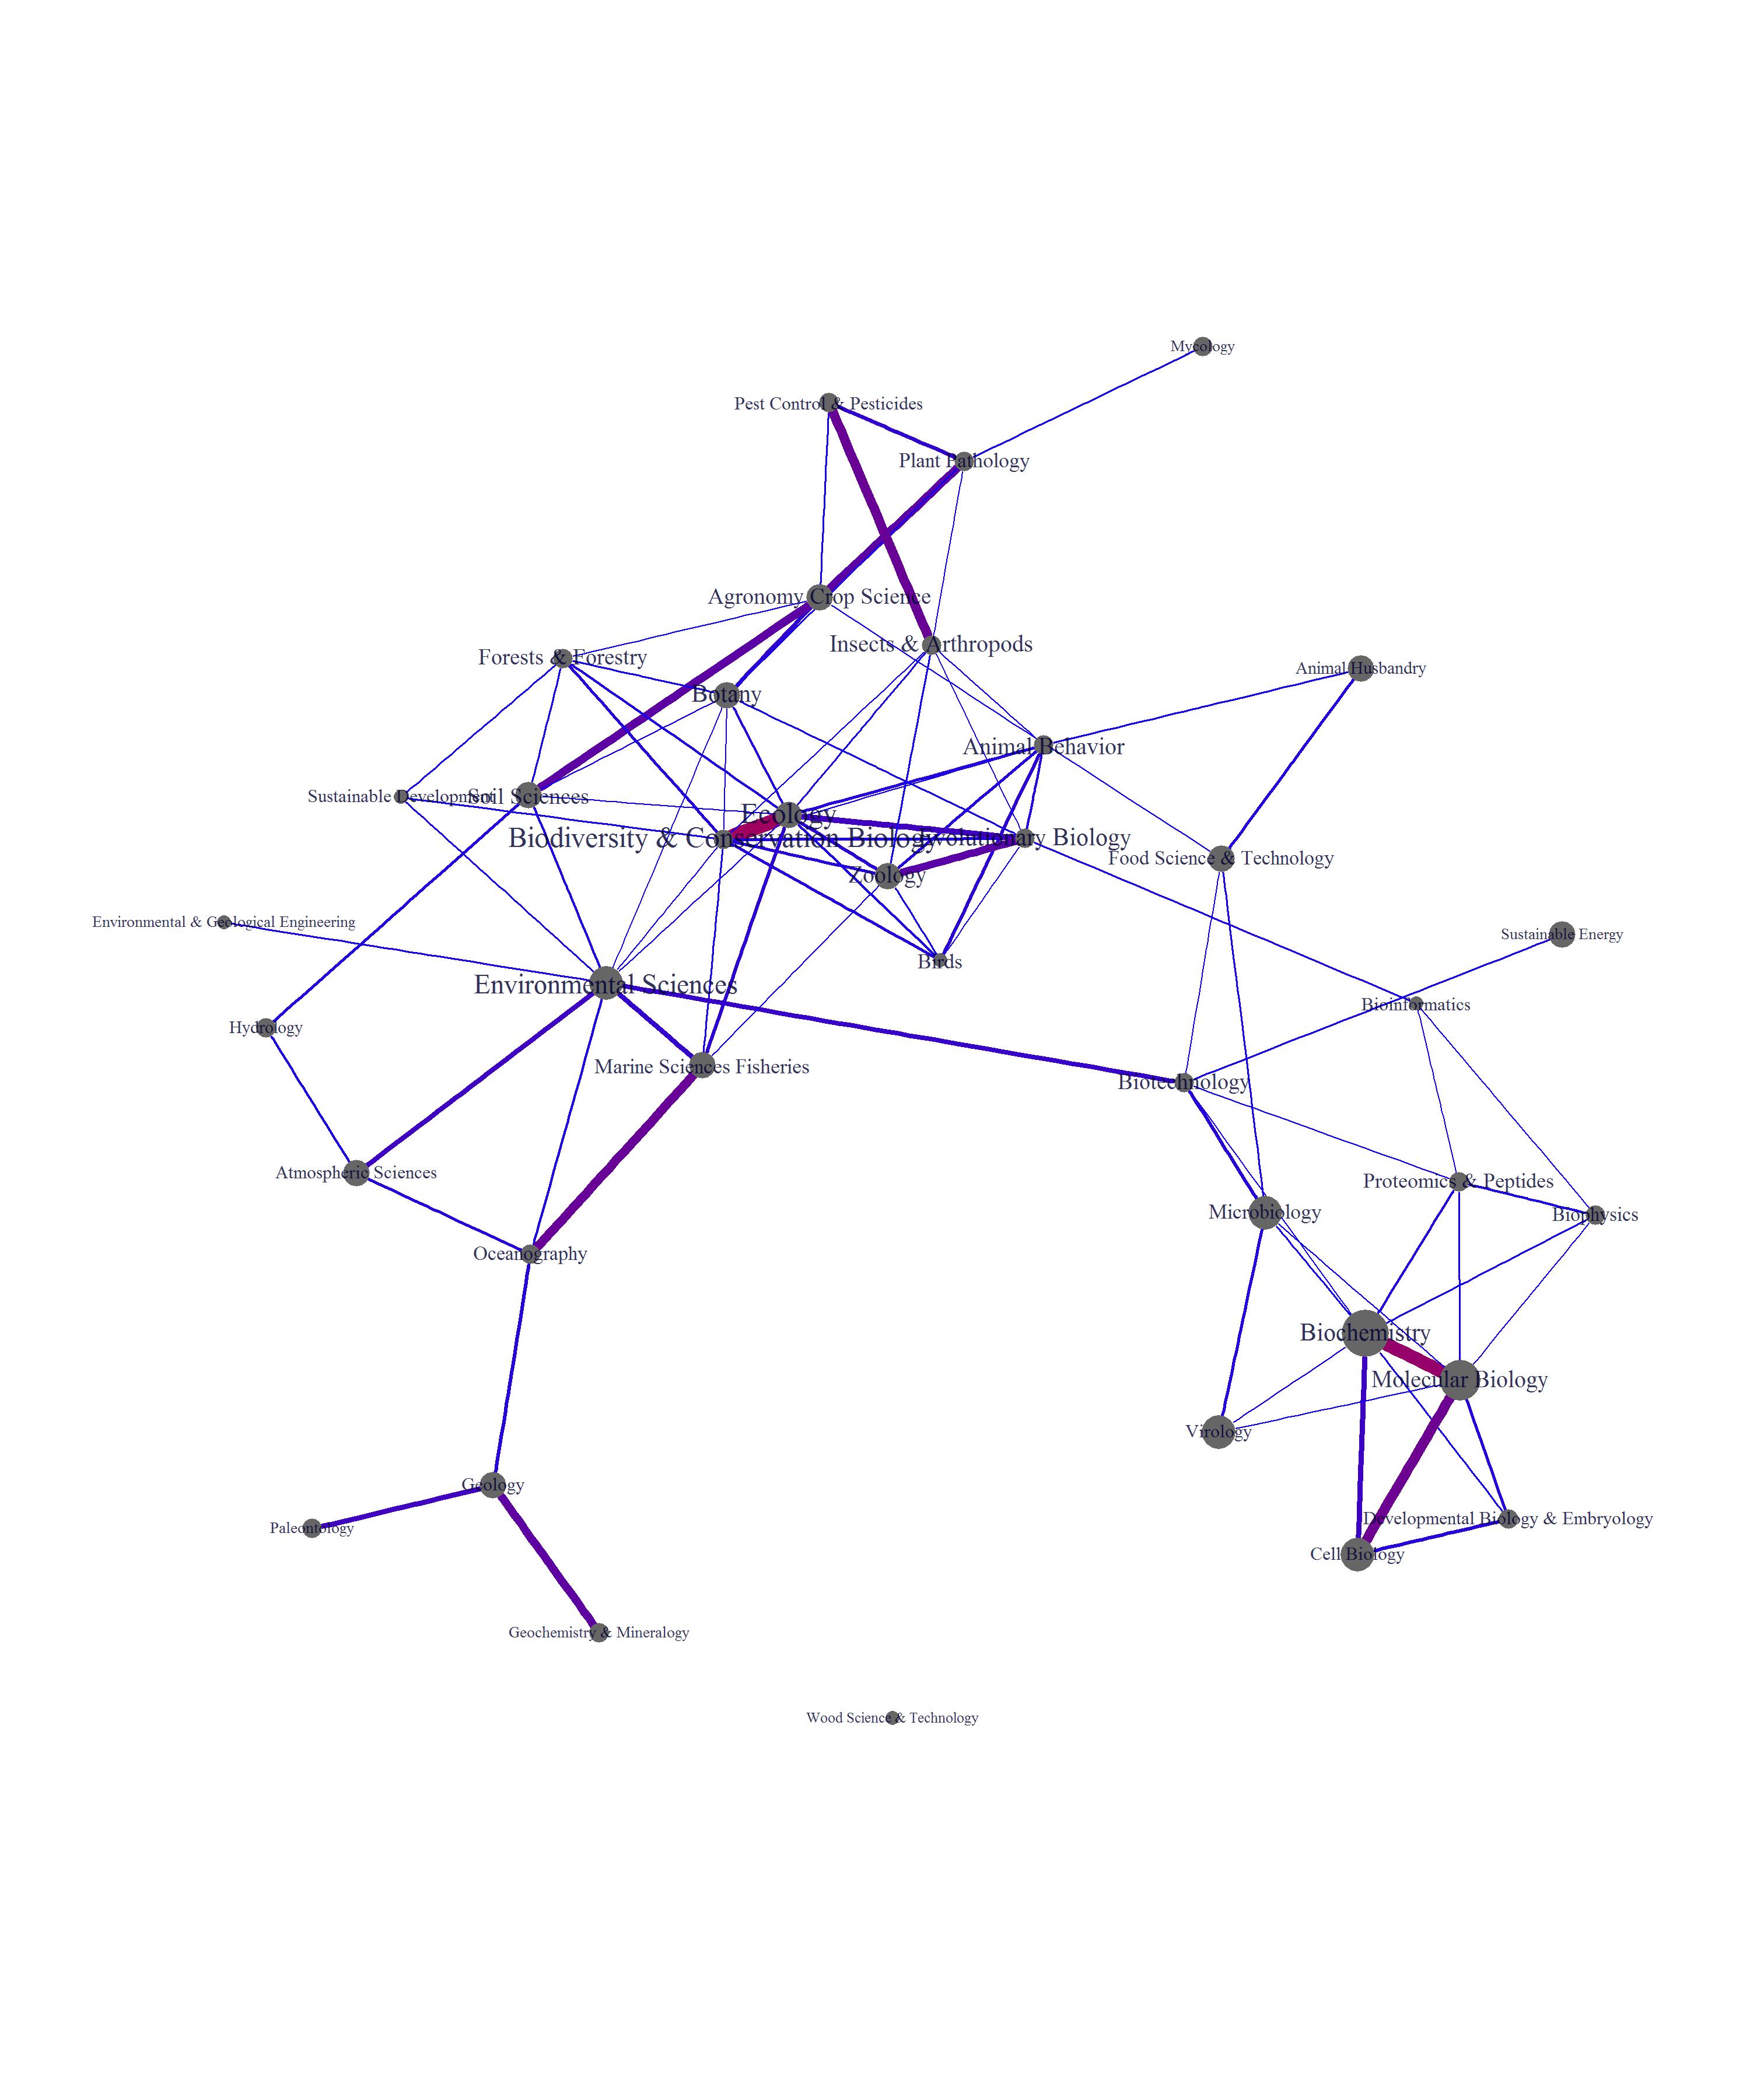 Mycology
Pest Control & Pesticides
Plant Pathology
Agronomy Crop Science
Insects & Arthropods
Forests & Forestry
Animal Husbandry
Botany
Animal Behavior
Sustainable Development
Soil Sciences
Ecology
Biodiversity & Conservation Biology
Evolutionary Biology
Food Science & Technology
Zoology
Environmental & Geological Engineering
Sustainable Energy
Birds
Environmental Sciences
Bioinformatics
Hydrology
Marine Sciences Fisheries
Biotechnology
Atmospheric Sciences
Proteomics & Peptides
Microbiology
Biophysics
Oceanography
Biochemistry
Molecular Biology
Virology
Geology
Developmental Biology & Embryology
Paleontology
Cell Biology
Geochemistry & Mineralogy
Wood Science & Technology